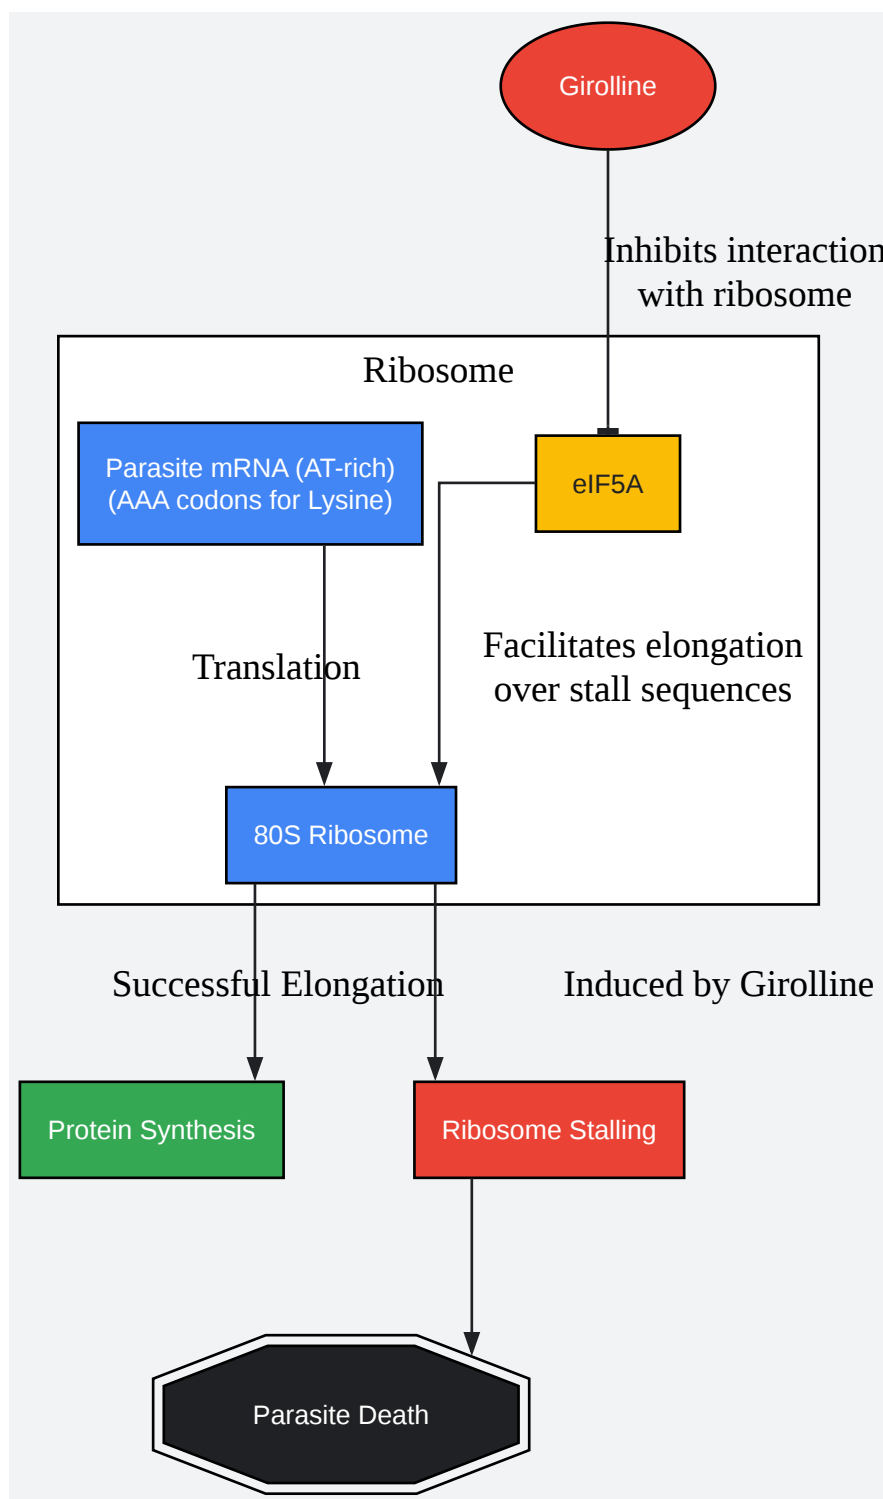 Girolline
Inhibits interaction
with ribosome
Ribosome
Parasite mRNA (AT-rich)
(AAA codons for Lysine)
eIF5A
Translation
Facilitates elongation
over stall sequences
80S Ribosome
Successful Elongation
Induced by Girolline
Protein Synthesis
Ribosome Stalling
Parasite Death